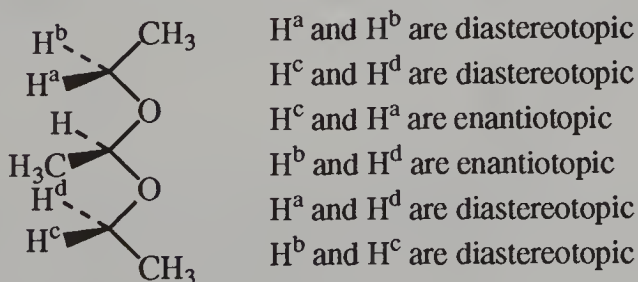 Hᵇ CH₃ Hᵃ and Hᵇ are diastereotopic
Hᵃ Hᶜ and Hᵈ are diastereotopic
O
H Hᶜ and Hᵃ are enantiotopic
H₃C Hᵇ and Hᵈ are enantiotopic
O
Hᵈ Hᵃ and Hᵈ are diastereotopic
Hᶜ Hᵇ and Hᶜ are diastereotopic
CH₃